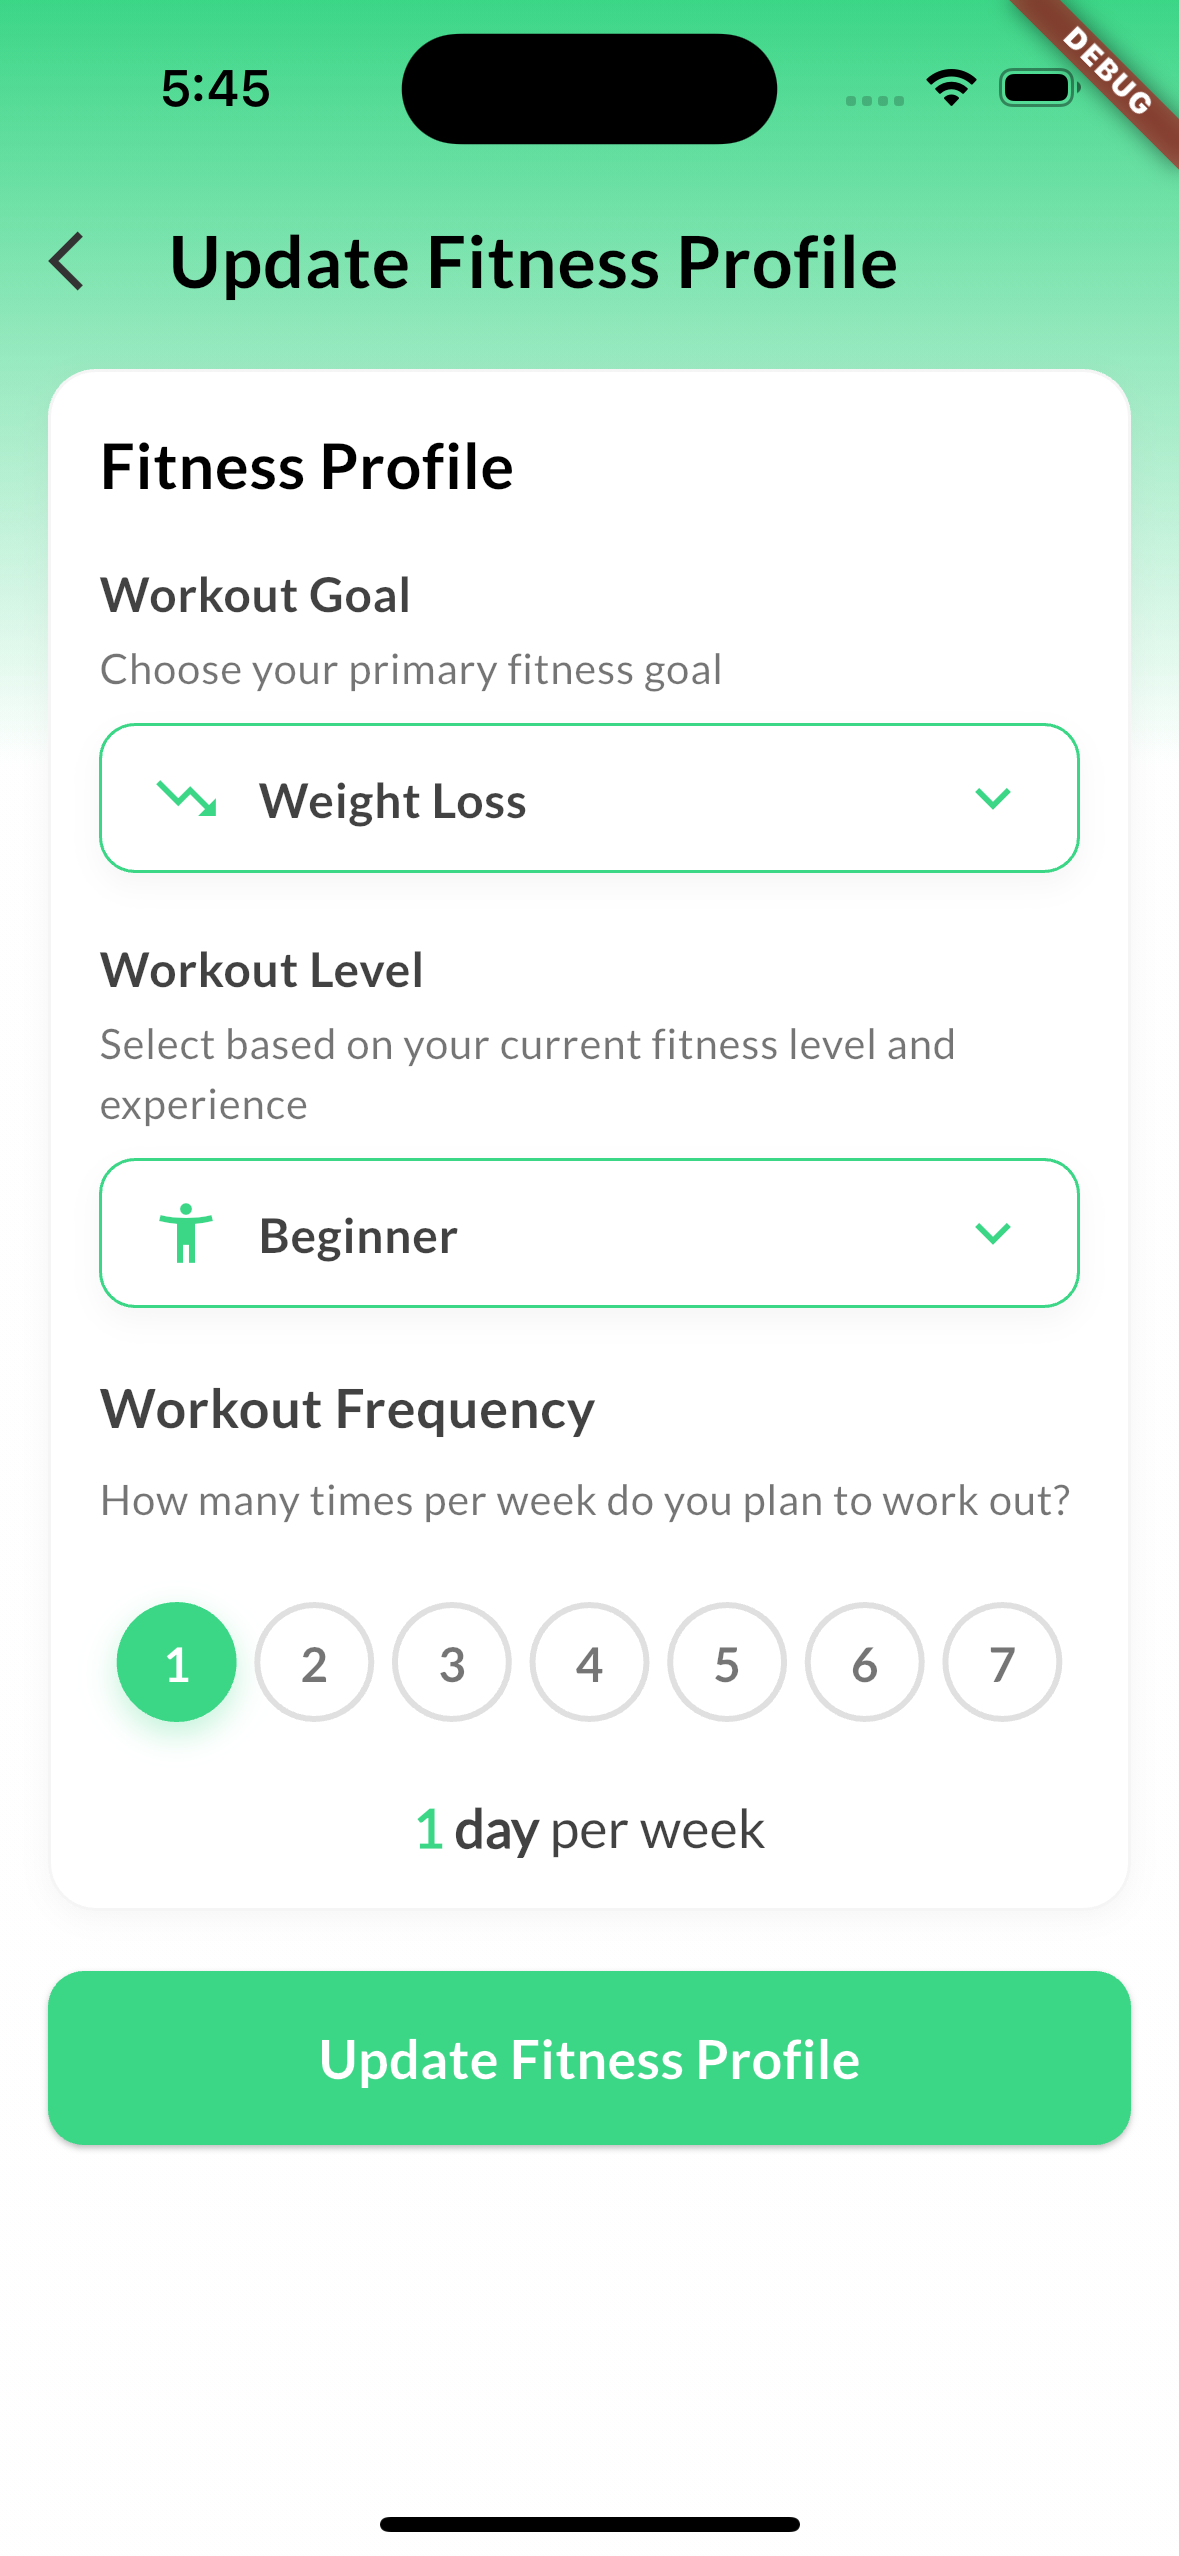 5:45
DEBUG
Update Fitness Profile
Fitness Profile
Workout Goal
Choose your primary fitness goal
Weight Loss
Workout Level
Select based on your current fitness level and
experience
Beginner
Workout Frequency
How many times per week do you plan to work out?
1 2 3 4 5 6 7
1 day per week
Update Fitness Profile